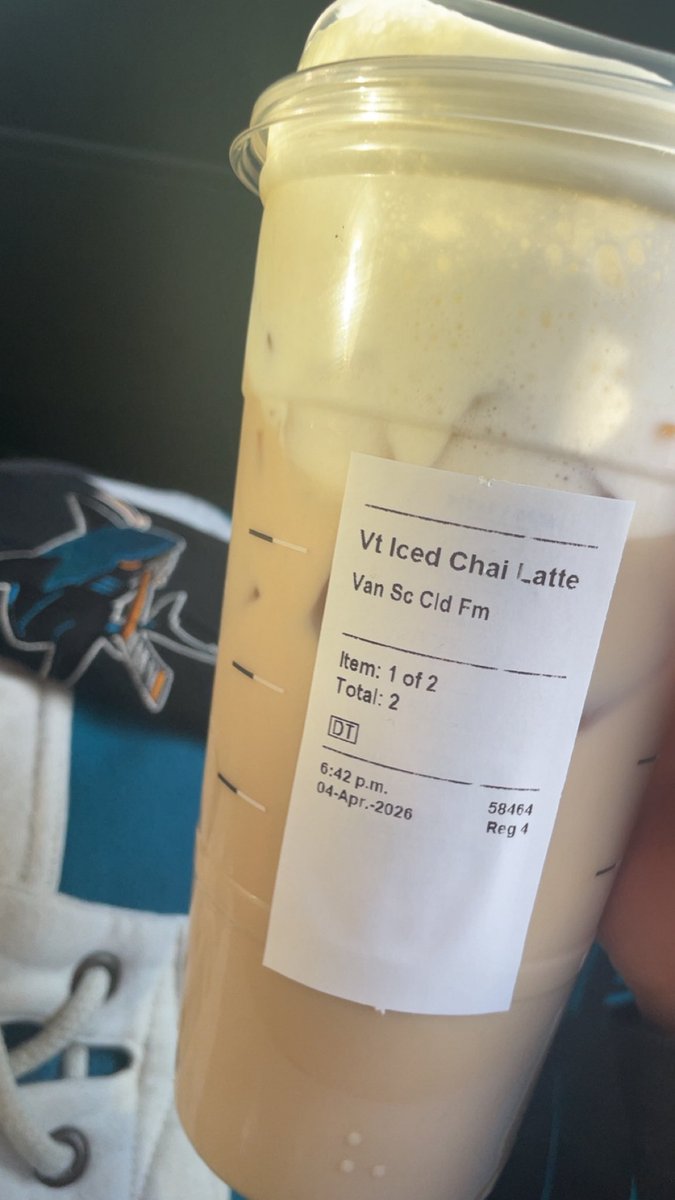 Vt Iced Chai Latte
Van Sc Cld Fm
Item: 1 of 2
Total: 2
DT
6:42 p.m.
04-Apr.-2026
58464
Reg 4